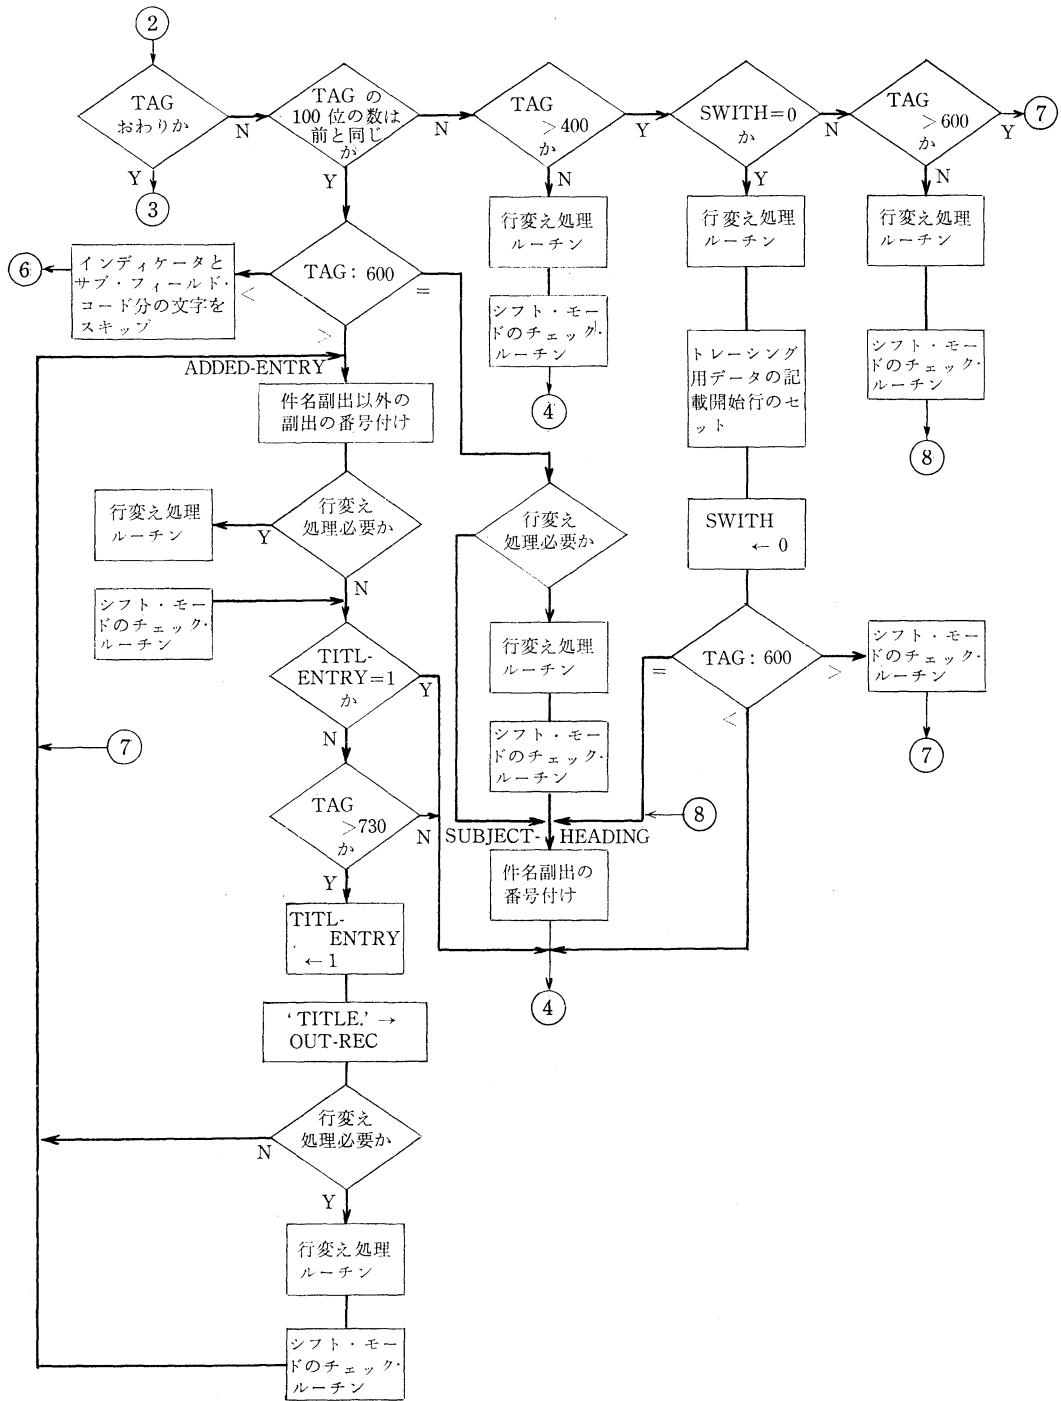 ②
TAG
おわりか
N
Y
③
TAG の
100 位の数は
前と同じ
か
N
Y
TAG
>400
か
Y
N
SWITH=0
か
N
Y
TAG
>600
か
Y
N
⑦
行変え処理
ルーチン
シフト・モー
ドのチェック・
ルーチン
④
行変え処理
ルーチン
トレーシング
用データの記
載開始行のセ
ット
SWITH
← 0
行変え処理
ルーチン
シフト・モー
ドのチェック・
ルーチン
⑧
TAG: 600
<
=
>
⑥
インディケータと
サブ・フィールド・
コード分の文字を
スキップ
ADDED-ENTRY
件名副出以外の
副出の番号付け
行変え
処理必要か
Y
N
行変え処理
ルーチン
シフト・モー
ドのチェック・
ルーチン
TITL-
ENTRY=1
か
Y
N
⑦
TAG
>730
か
N
Y
TITL-
ENTRY
← 1
‘TITLE.’ →
OUT-REC
行変え
処理必要か
N
Y
行変え処理
ルーチン
シフト・モー
ドのチェック・
ルーチン
行変え
処理必要か
行変え処理
ルーチン
シフト・モー
ドのチェック・
ルーチン
SUBJECT- HEADING
件名副出の
番号付け
④
TAG: 600
=
>
<
シフト・モー
ドのチェック・
ルーチン
⑦
⑧